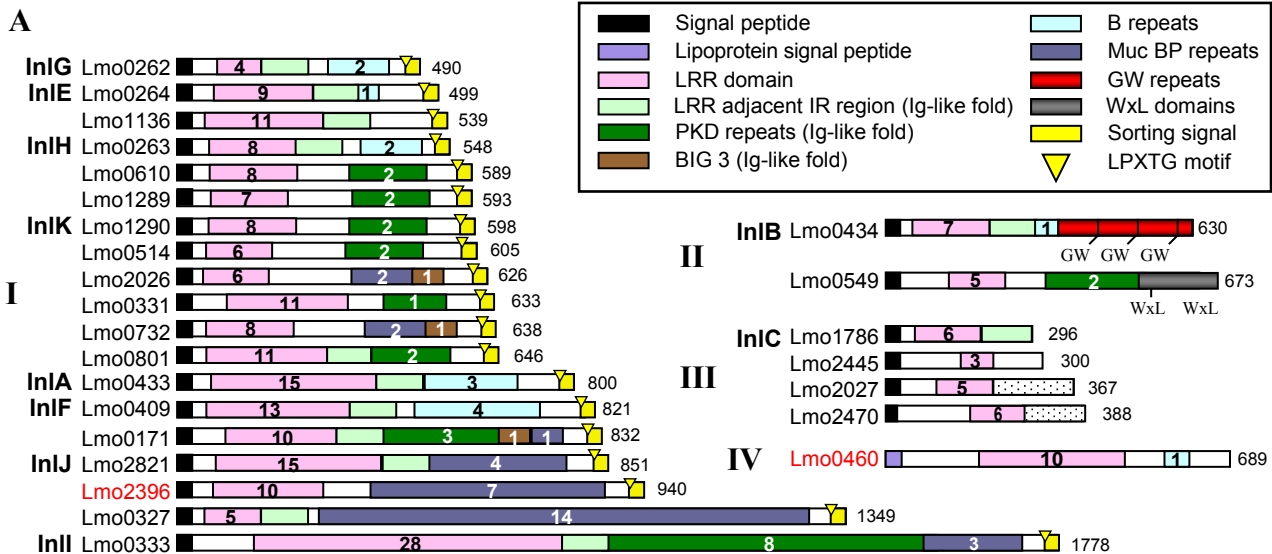 A
Signal peptide
Lipoprotein signal peptide
LRR domain
LRR adjacent IR region (Ig-like fold)
PKD repeats (Ig-like fold)
BIG 3 (Ig-like fold)
B repeats
Muc BP repeats
GW repeats
WxL domains
Sorting signal
LPXTG motif
I
InlG Lmo0262 4 2 490
InlE Lmo0264 9 1 499
Lmo1136 11 539
InlH Lmo0263 8 2 548
Lmo0610 8 2 589
Lmo1289 7 2 593
InlK Lmo1290 8 2 598
Lmo0514 6 2 605
Lmo2026 6 2 1 626
Lmo0331 11 1 633
Lmo0732 8 2 1 638
Lmo0801 11 2 646
InlA Lmo0433 15 3 800
InlF Lmo0409 13 4 821
Lmo0171 10 3 1 1 832
InlJ Lmo2821 15 4 851
Lmo2396 10 7 940
Lmo0327 5 14 1349
InlI Lmo0333 28 8 3 1778
II
InlB Lmo0434 7 1 630
GW GW GW
Lmo0549 5 2 673
WxL WxL
III
InlC Lmo1786 6 296
Lmo2445 3 300
Lmo2027 5 367
Lmo2470 6 388
IV Lmo0460 10 1 689